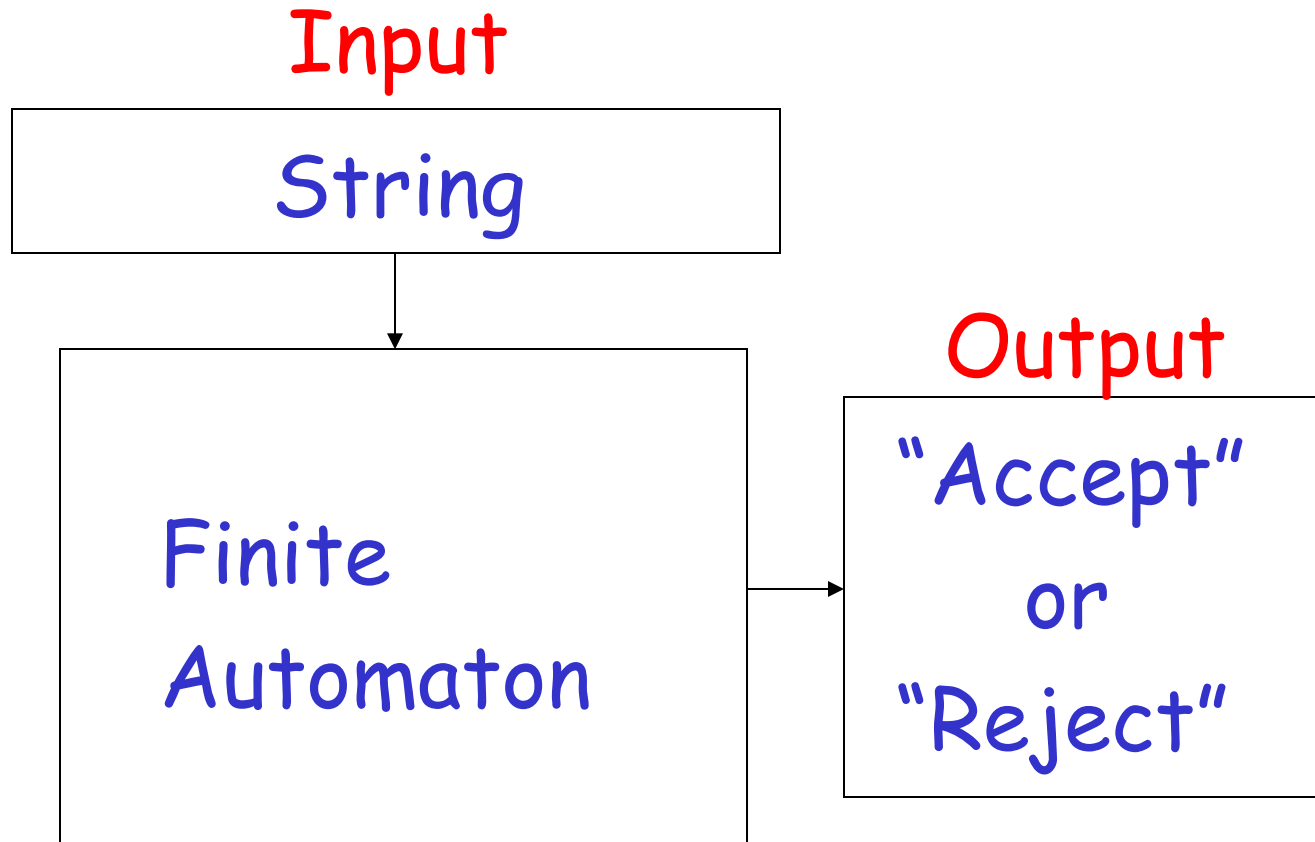 Input
String
Finite
Automaton
Output
“Accept”
or
“Reject”